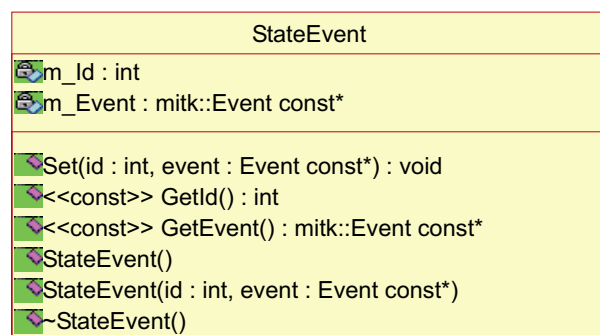 StateEvent
m_Id : int
m_Event : mitk::Event const*
Set(id : int, event : Event const*) : void
<<const>> GetId() : int
<<const>> GetEvent() : mitk::Event const*
StateEvent()
StateEvent(id : int, event : Event const*)
~StateEvent()